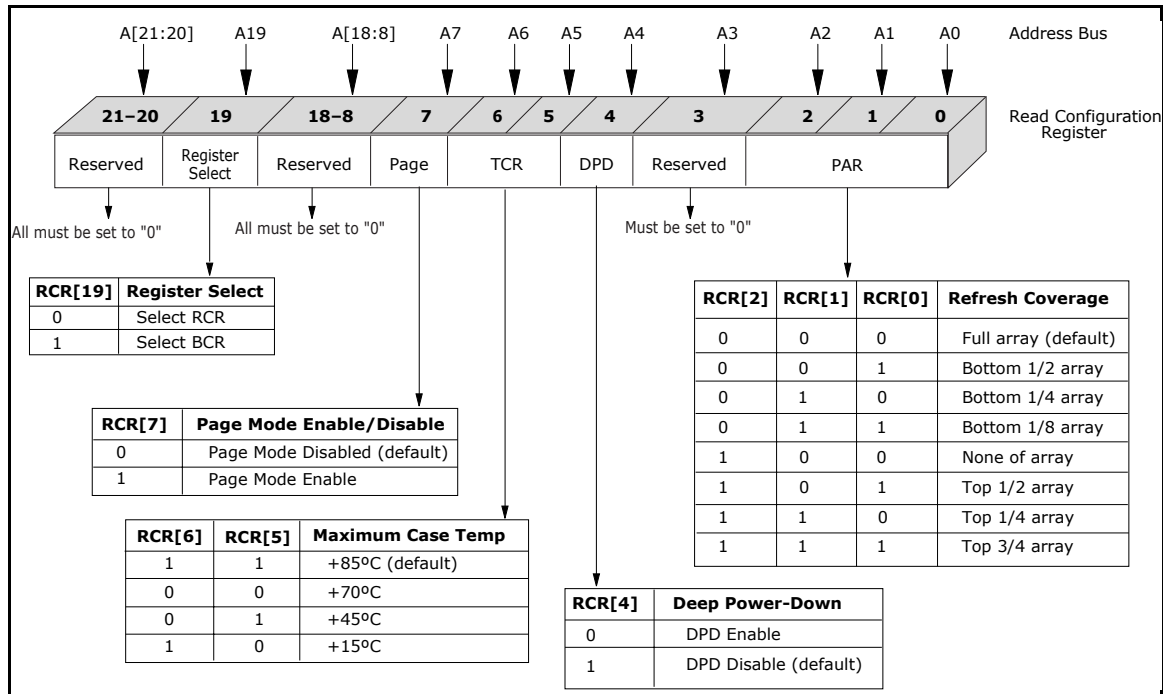 A[21:20] A19 A[18:8] A7 A6 A5 A4 A3 A2 A1 A0 Address Bus
21–20 19 18–8 7 6 5 4 3 2 1 0 Read Configuration
Register
Reserved Register Select Reserved Page TCR DPD Reserved PAR
All must be set to "0" All must be set to "0" Must be set to "0"
RCR[19] Register Select
0 Select RCR
1 Select BCR
RCR[2] RCR[1] RCR[0] Refresh Coverage
0 0 0 Full array (default)
0 0 1 Bottom 1/2 array
0 1 0 Bottom 1/4 array
0 1 1 Bottom 1/8 array
1 0 0 None of array
1 0 1 Top 1/2 array
1 1 0 Top 1/4 array
1 1 1 Top 3/4 array
RCR[7] Page Mode Enable/Disable
0 Page Mode Disabled (default)
1 Page Mode Enable
RCR[6] RCR[5] Maximum Case Temp
1 1 +85ºC (default)
0 0 +70ºC
0 1 +45ºC
1 0 +15ºC
RCR[4] Deep Power-Down
0 DPD Enable
1 DPD Disable (default)